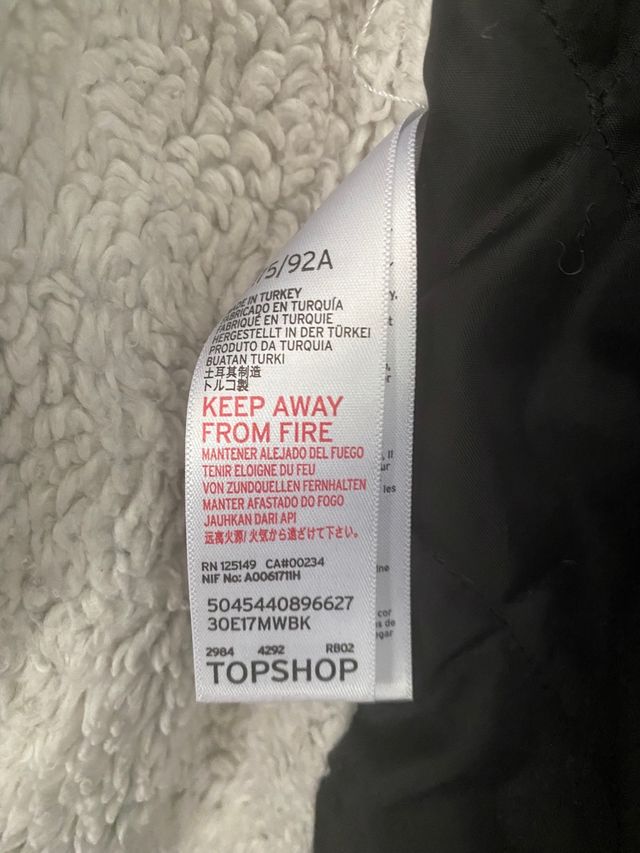 /5/92A
MADE IN TURKEY
FABRICADO EN TURQUÍA
FABRIQUÉ EN TURQUIE
HERGESTELLT IN DER TÜRKEI
PRODUTO DA TURQUIA
BUATAN TURKI
土耳其制造
トルコ製
KEEP AWAY
FROM FIRE
MANTENER ALEJADO DEL FUEGO
TENIR ELOIGNE DU FEU
VON ZUNDQUELLEN FERNHALTEN
MANTER AFASTADO DO FOGO
JAUHKAN DARI API
远离火源/火気から遠ざけて下さい。
RN 125149 CA#00234
NIF No: A0061711H
5045440896627
30E17MWBK
2984 4292 RB02
TOPSHOP